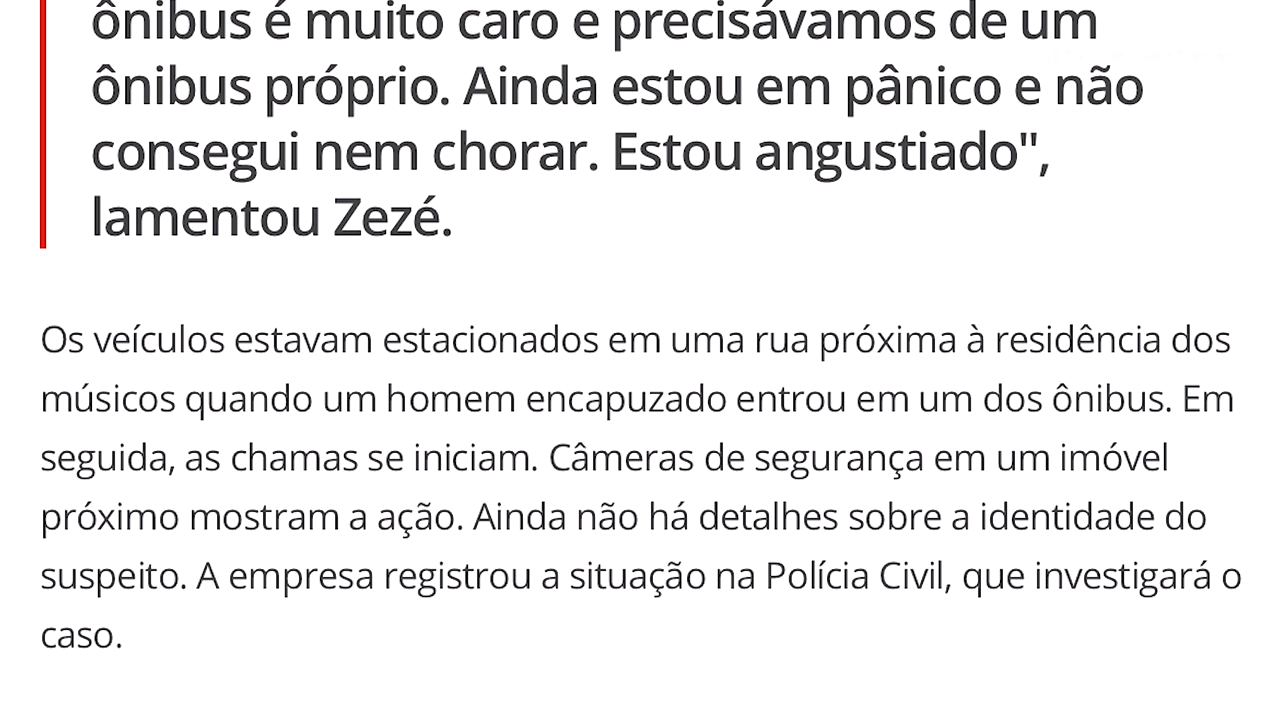 ônibus é muito caro e precisávamos de um
ônibus próprio. Ainda estou em pânico e não
consegui nem chorar. Estou angustiado",
lamentou Zezé.
Os veículos estavam estacionados em uma rua próxima à residência dos
músicos quando um homem encapuzado entrou em um dos ônibus. Em
seguida, as chamas se iniciam. Câmeras de segurança em um imóvel
próximo mostram a ação. Ainda não há detalhes sobre a identidade do
suspeito. A empresa registrou a situação na Polícia Civil, que investigará o
caso.